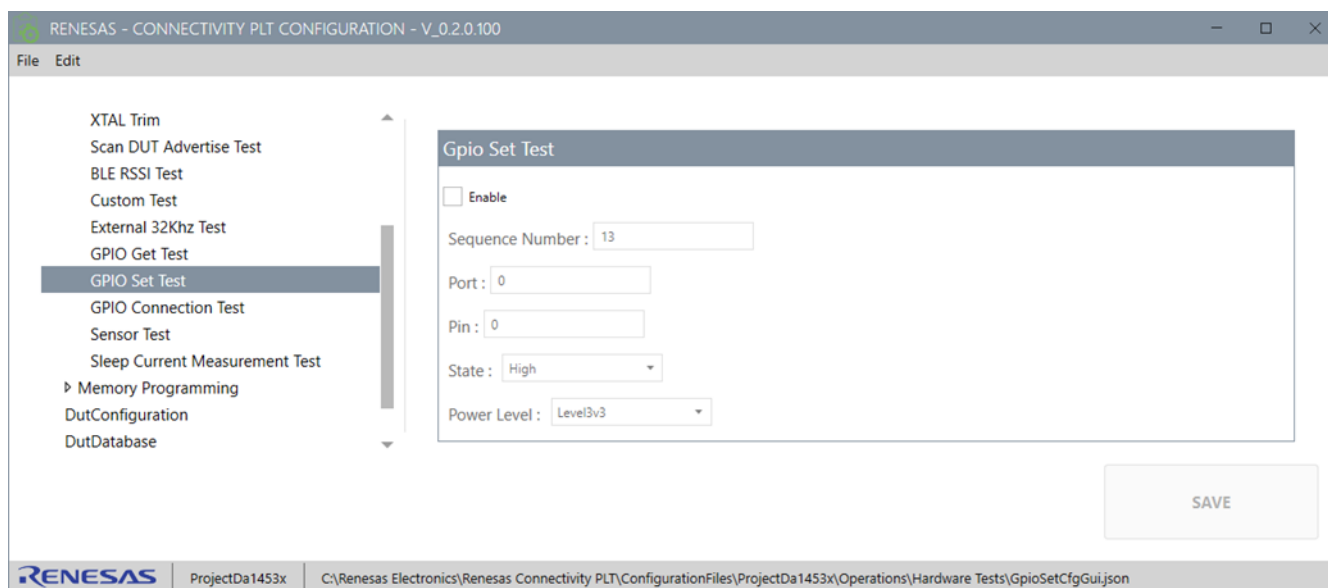 RENESAS - CONNECTIVITY PLT CONFIGURATION - V_0.2.0.100
File Edit
XTAL Trim
Scan DUT Advertise Test
BLE RSSI Test
Custom Test
External 32Khz Test
GPIO Get Test
GPIO Set Test
GPIO Connection Test
Sensor Test
Sleep Current Measurement Test
Memory Programming
DutConfiguration
DutDatabase
Gpio Set Test
Enable
Sequence Number : 13
Port : 0
Pin : 0
State : High
Power Level : Level3v3
SAVE
RENESAS ProjectDa1453x C:\Renesas Electronics\Renesas Connectivity PLT\ConfigurationFiles\ProjectDa1453x\Operations\Hardware Tests\GpioSetCfgGui.json